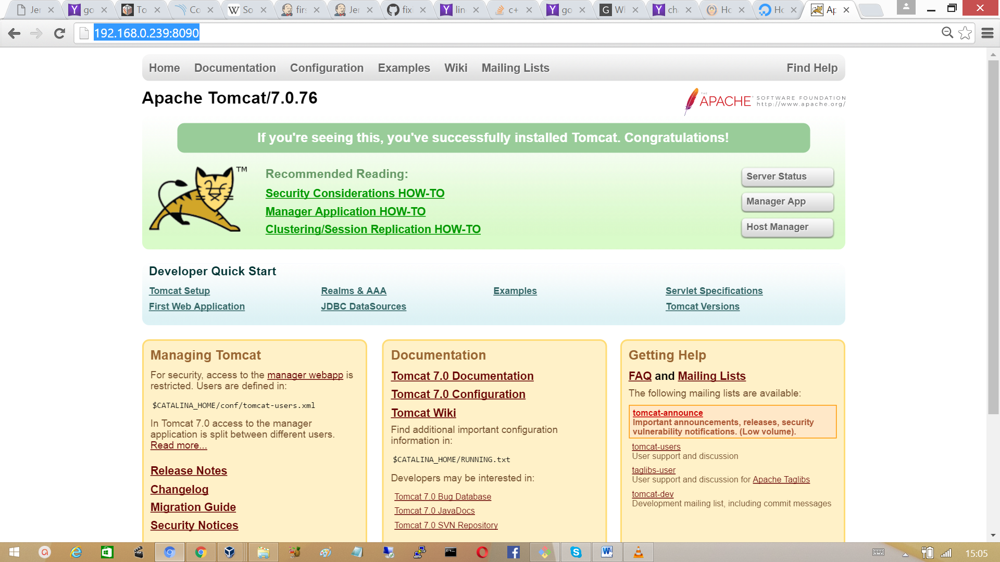 Jer
go
To
Co
So
firs
Jer
fixi
lin
c+
go
Wl
ch
Ho
Ho
Ap
192.168.0.239:8090
Home Documentation Configuration Examples Wiki Mailing Lists Find Help
Apache Tomcat/7.0.76
THE APACHE SOFTWARE FOUNDATION
http://www.apache.org/
If you're seeing this, you've successfully installed Tomcat. Congratulations!
TM
Recommended Reading:
Security Considerations HOW-TO
Manager Application HOW-TO
Clustering/Session Replication HOW-TO
Server Status
Manager App
Host Manager
Developer Quick Start
Tomcat Setup Realms & AAA Examples Servlet Specifications
First Web Application JDBC DataSources Tomcat Versions
Managing Tomcat
For security, access to the manager webapp is
restricted. Users are defined in:
$CATALINA_HOME/conf/tomcat-users.xml
In Tomcat 7.0 access to the manager
application is split between different users.
Read more...
Release Notes
Changelog
Migration Guide
Security Notices
Documentation
Tomcat 7.0 Documentation
Tomcat 7.0 Configuration
Tomcat Wiki
Find additional important configuration
information in:
$CATALINA_HOME/RUNNING.txt
Developers may be interested in:
Tomcat 7.0 Bug Database
Tomcat 7.0 JavaDocs
Tomcat 7.0 SVN Repository
Getting Help
FAQ and Mailing Lists
The following mailing lists are available:
tomcat-announce
Important announcements, releases, security
vulnerability notifications. (Low volume).
tomcat-users
User support and discussion
taglibs-user
User support and discussion for Apache Taglibs
tomcat-dev
Development mailing list, including commit messages
15:05